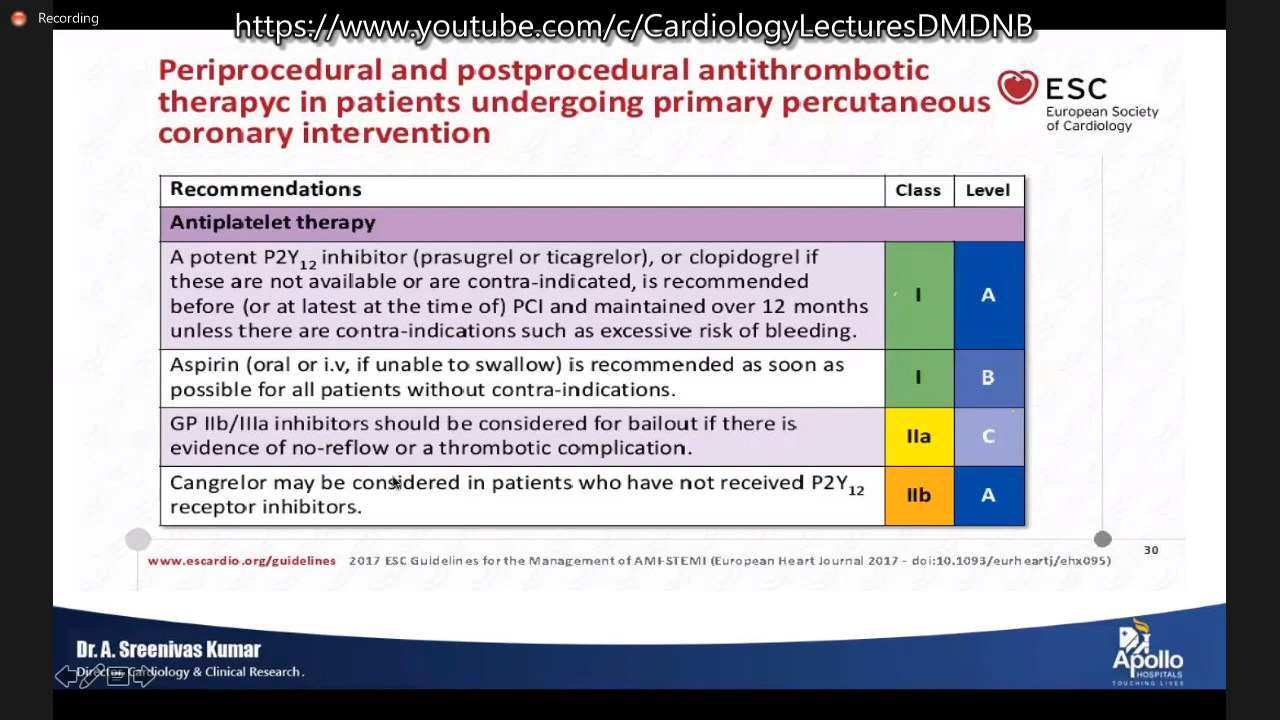 Recording
https://www.youtube.com/c/CardiologyLecturesDMDNB
Periprocedural and postprocedural antithrombotic
therapyc in patients undergoing primary percutaneous
coronary intervention
ESC
European Society
of Cardiology
Recommendations Class Level
Antiplatelet therapy
A potent P2Y12 inhibitor (prasugrel or ticagrelor), or clopidogrel if
these are not available or are contra-indicated, is recommended
before (or at latest at the time of) PCI and maintained over 12 months
unless there are contra-indications such as excessive risk of bleeding.
I A
Aspirin (oral or i.v, if unable to swallow) is recommended as soon as
possible for all patients without contra-indications.
I B
GP IIb/IIIa inhibitors should be considered for bailout if there is
evidence of no-reflow or a thrombotic complication.
IIa C
Cangrelor may be considered in patients who have not received P2Y12
receptor inhibitors.
IIb A
30
www.escardio.org/guidelines 2017 ESC Guidelines for the Management of AMI-STEMI (European Heart Journal 2017 - doi:10.1093/eurheartj/ehx095)
Dr. A. Sreenivas Kumar
Director Cardiology & Clinical Research.
Apollo
HOSPITALS
TOUCHING LIVES